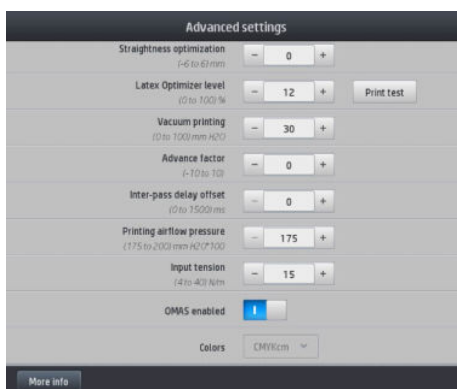 Advanced settings
Straightness optimization
(-6 to 6) mm
− 0 +
Latex Optimizer level
(0 to 100) %
− 12 + Print test
Vacuum printing
(0 to 100) mm H2O
− 30 +
Advance factor
(-10 to 10)
− 0 +
Inter-pass delay offset
(0 to 1500) ms
− 0 +
Printing airflow pressure
(175 to 200) mm H2O*100
− 175 +
Input tension
(4 to 40) N/m
− 15 +
OMAS enabled
I
Colors CMYKcm
More info